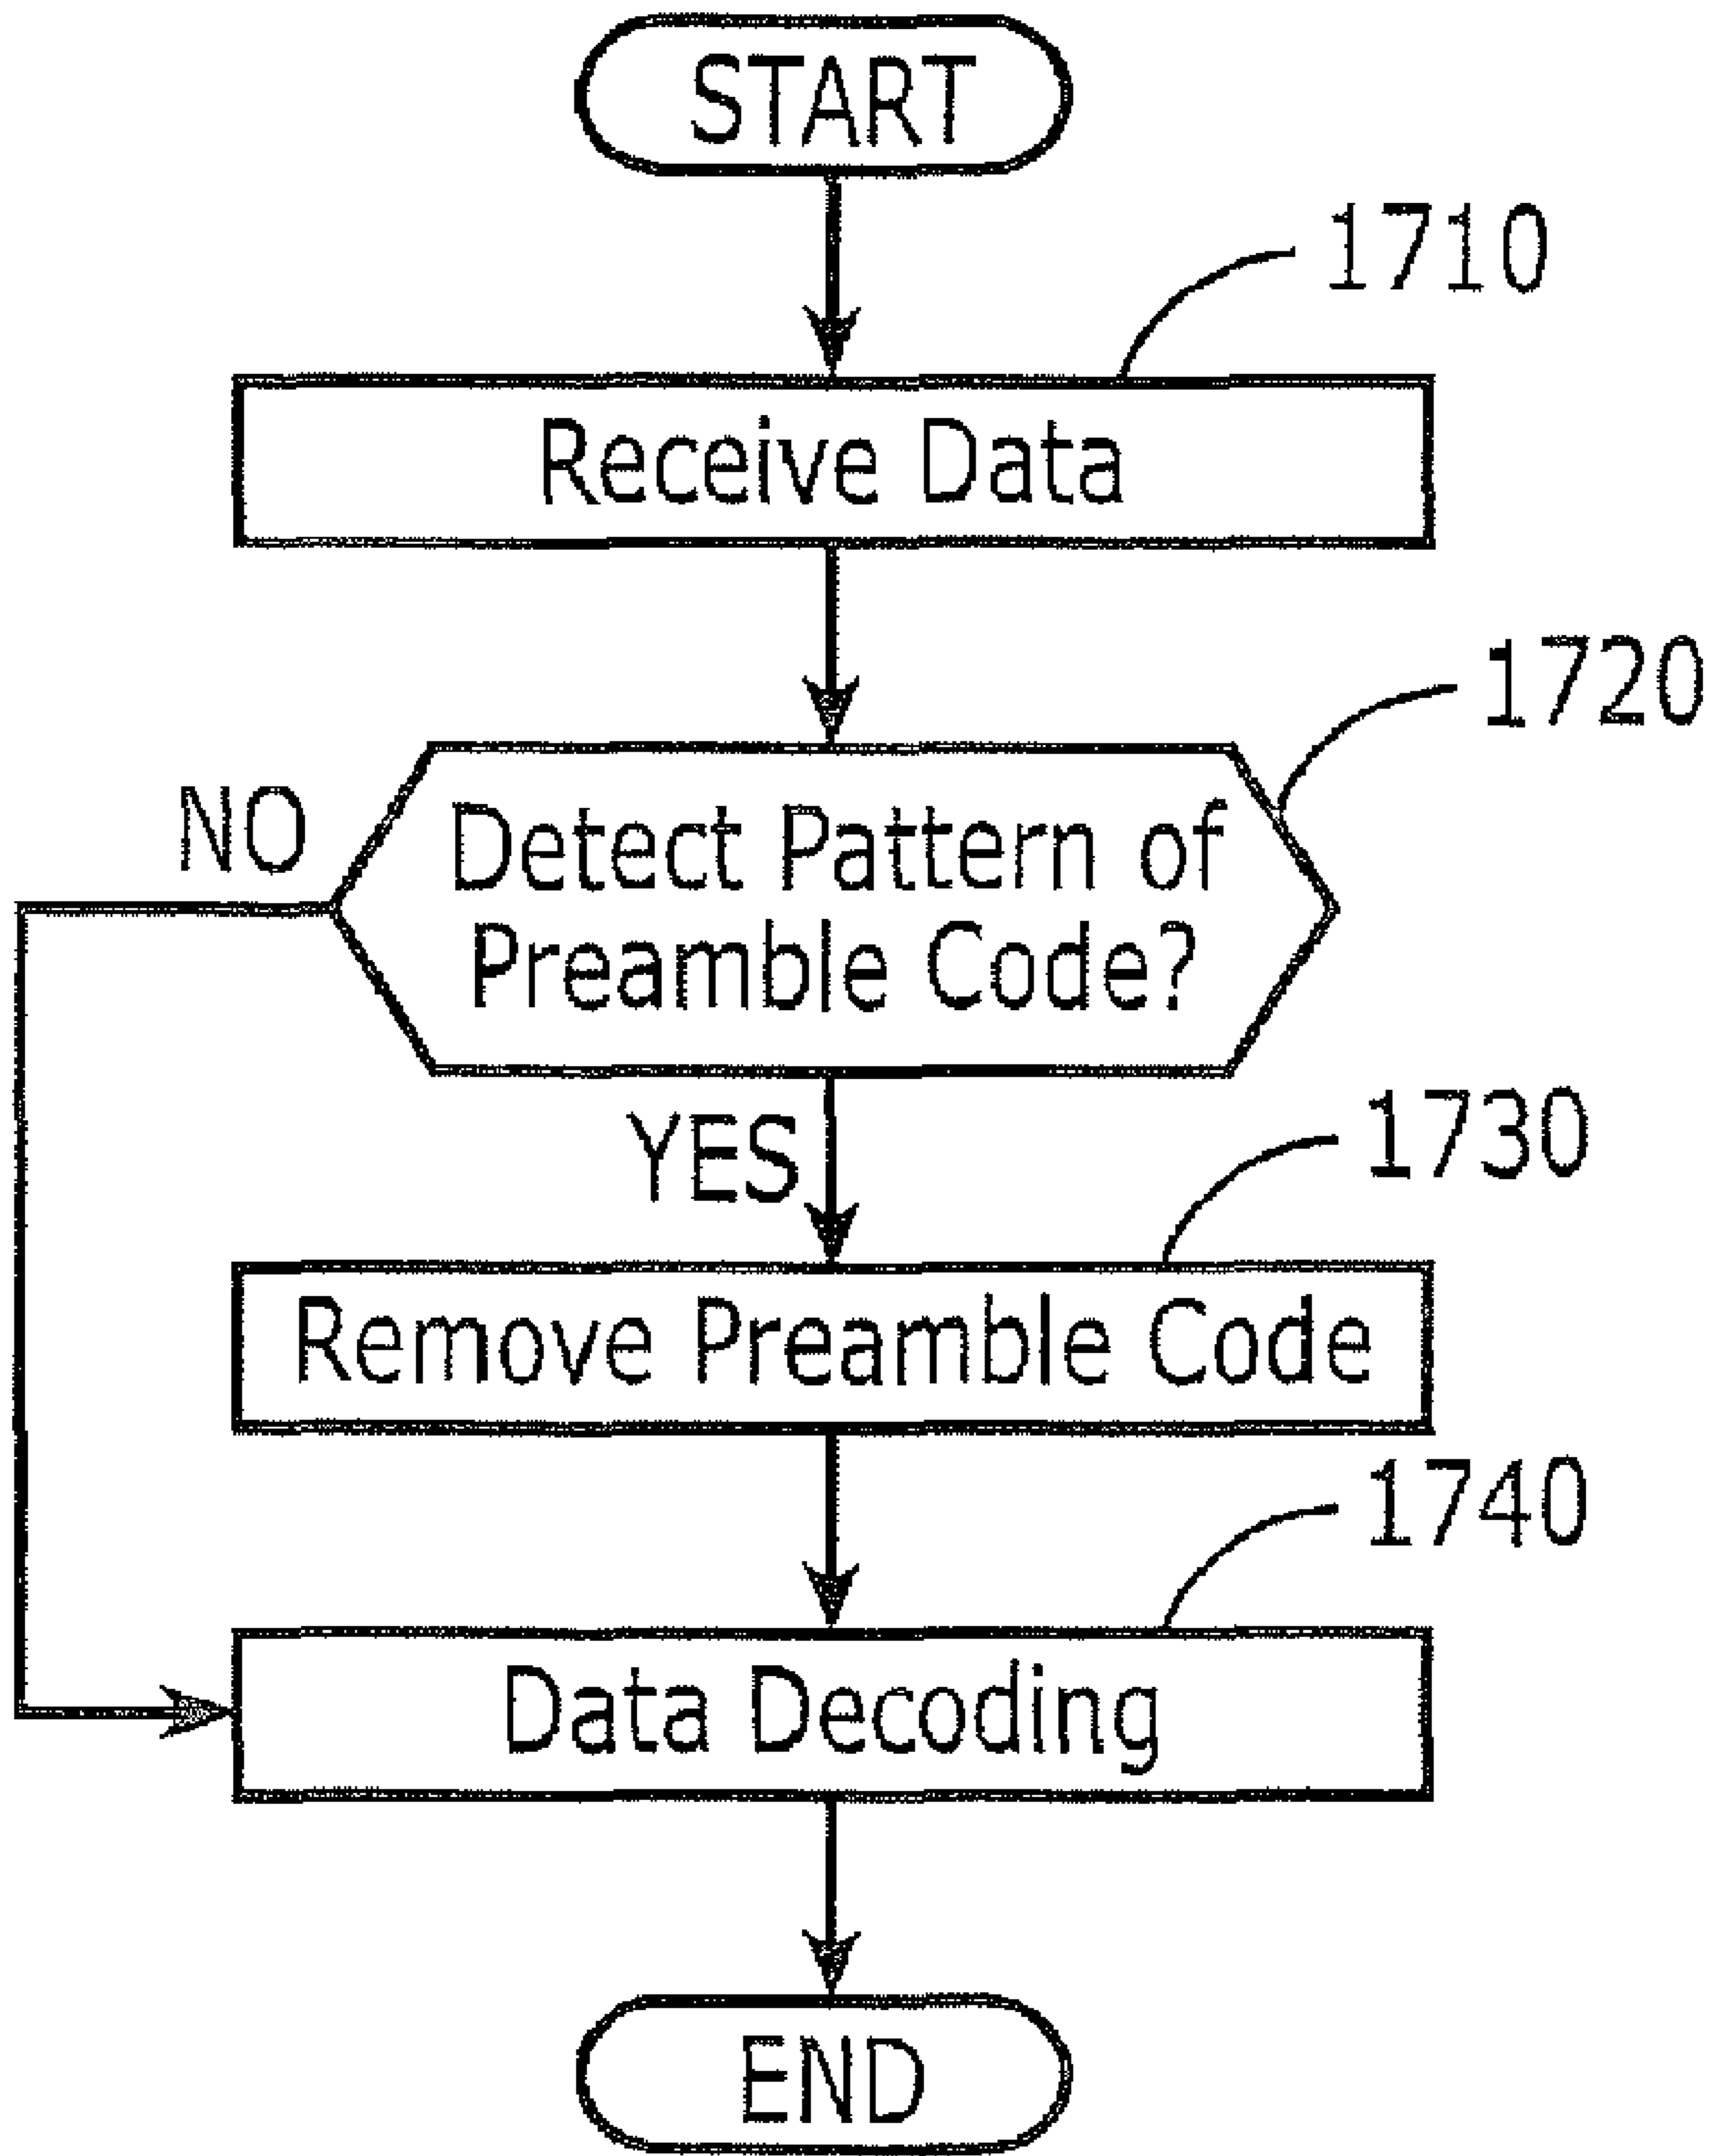 START
1710
Receive Data
1720
NO
Detect Pattern of
Preamble Code?
YES
1730
Remove Preamble Code
1740
Data Decoding
END